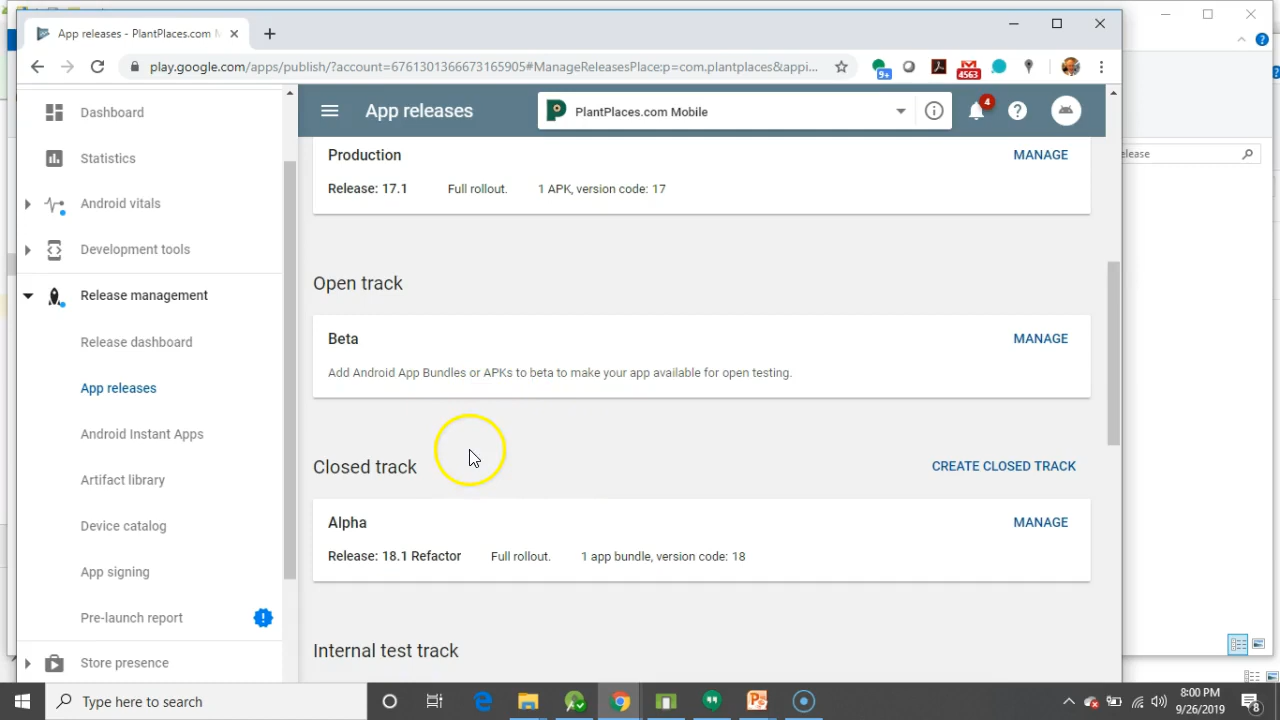 App releases - PlantPlaces.com M
play.google.com/apps/publish/?account=6761301366673165905#ManageReleasesPlace:p=com.plantplaces&appi...
9+
4563
Dashboard
Statistics
Android vitals
Development tools
Release management
Release dashboard
App releases
Android Instant Apps
Artifact library
Device catalog
App signing
Pre-launch report
Store presence
App releases
PlantPlaces.com Mobile
4
Production
MANAGE
Release: 17.1 Full rollout. 1 APK, version code: 17
Open track
Beta
MANAGE
Add Android App Bundles or APKs to beta to make your app available for open testing.
Closed track
CREATE CLOSED TRACK
Alpha
MANAGE
Release: 18.1 Refactor Full rollout. 1 app bundle, version code: 18
Internal test track
elease
Type here to search
8:00 PM
9/26/2019
8